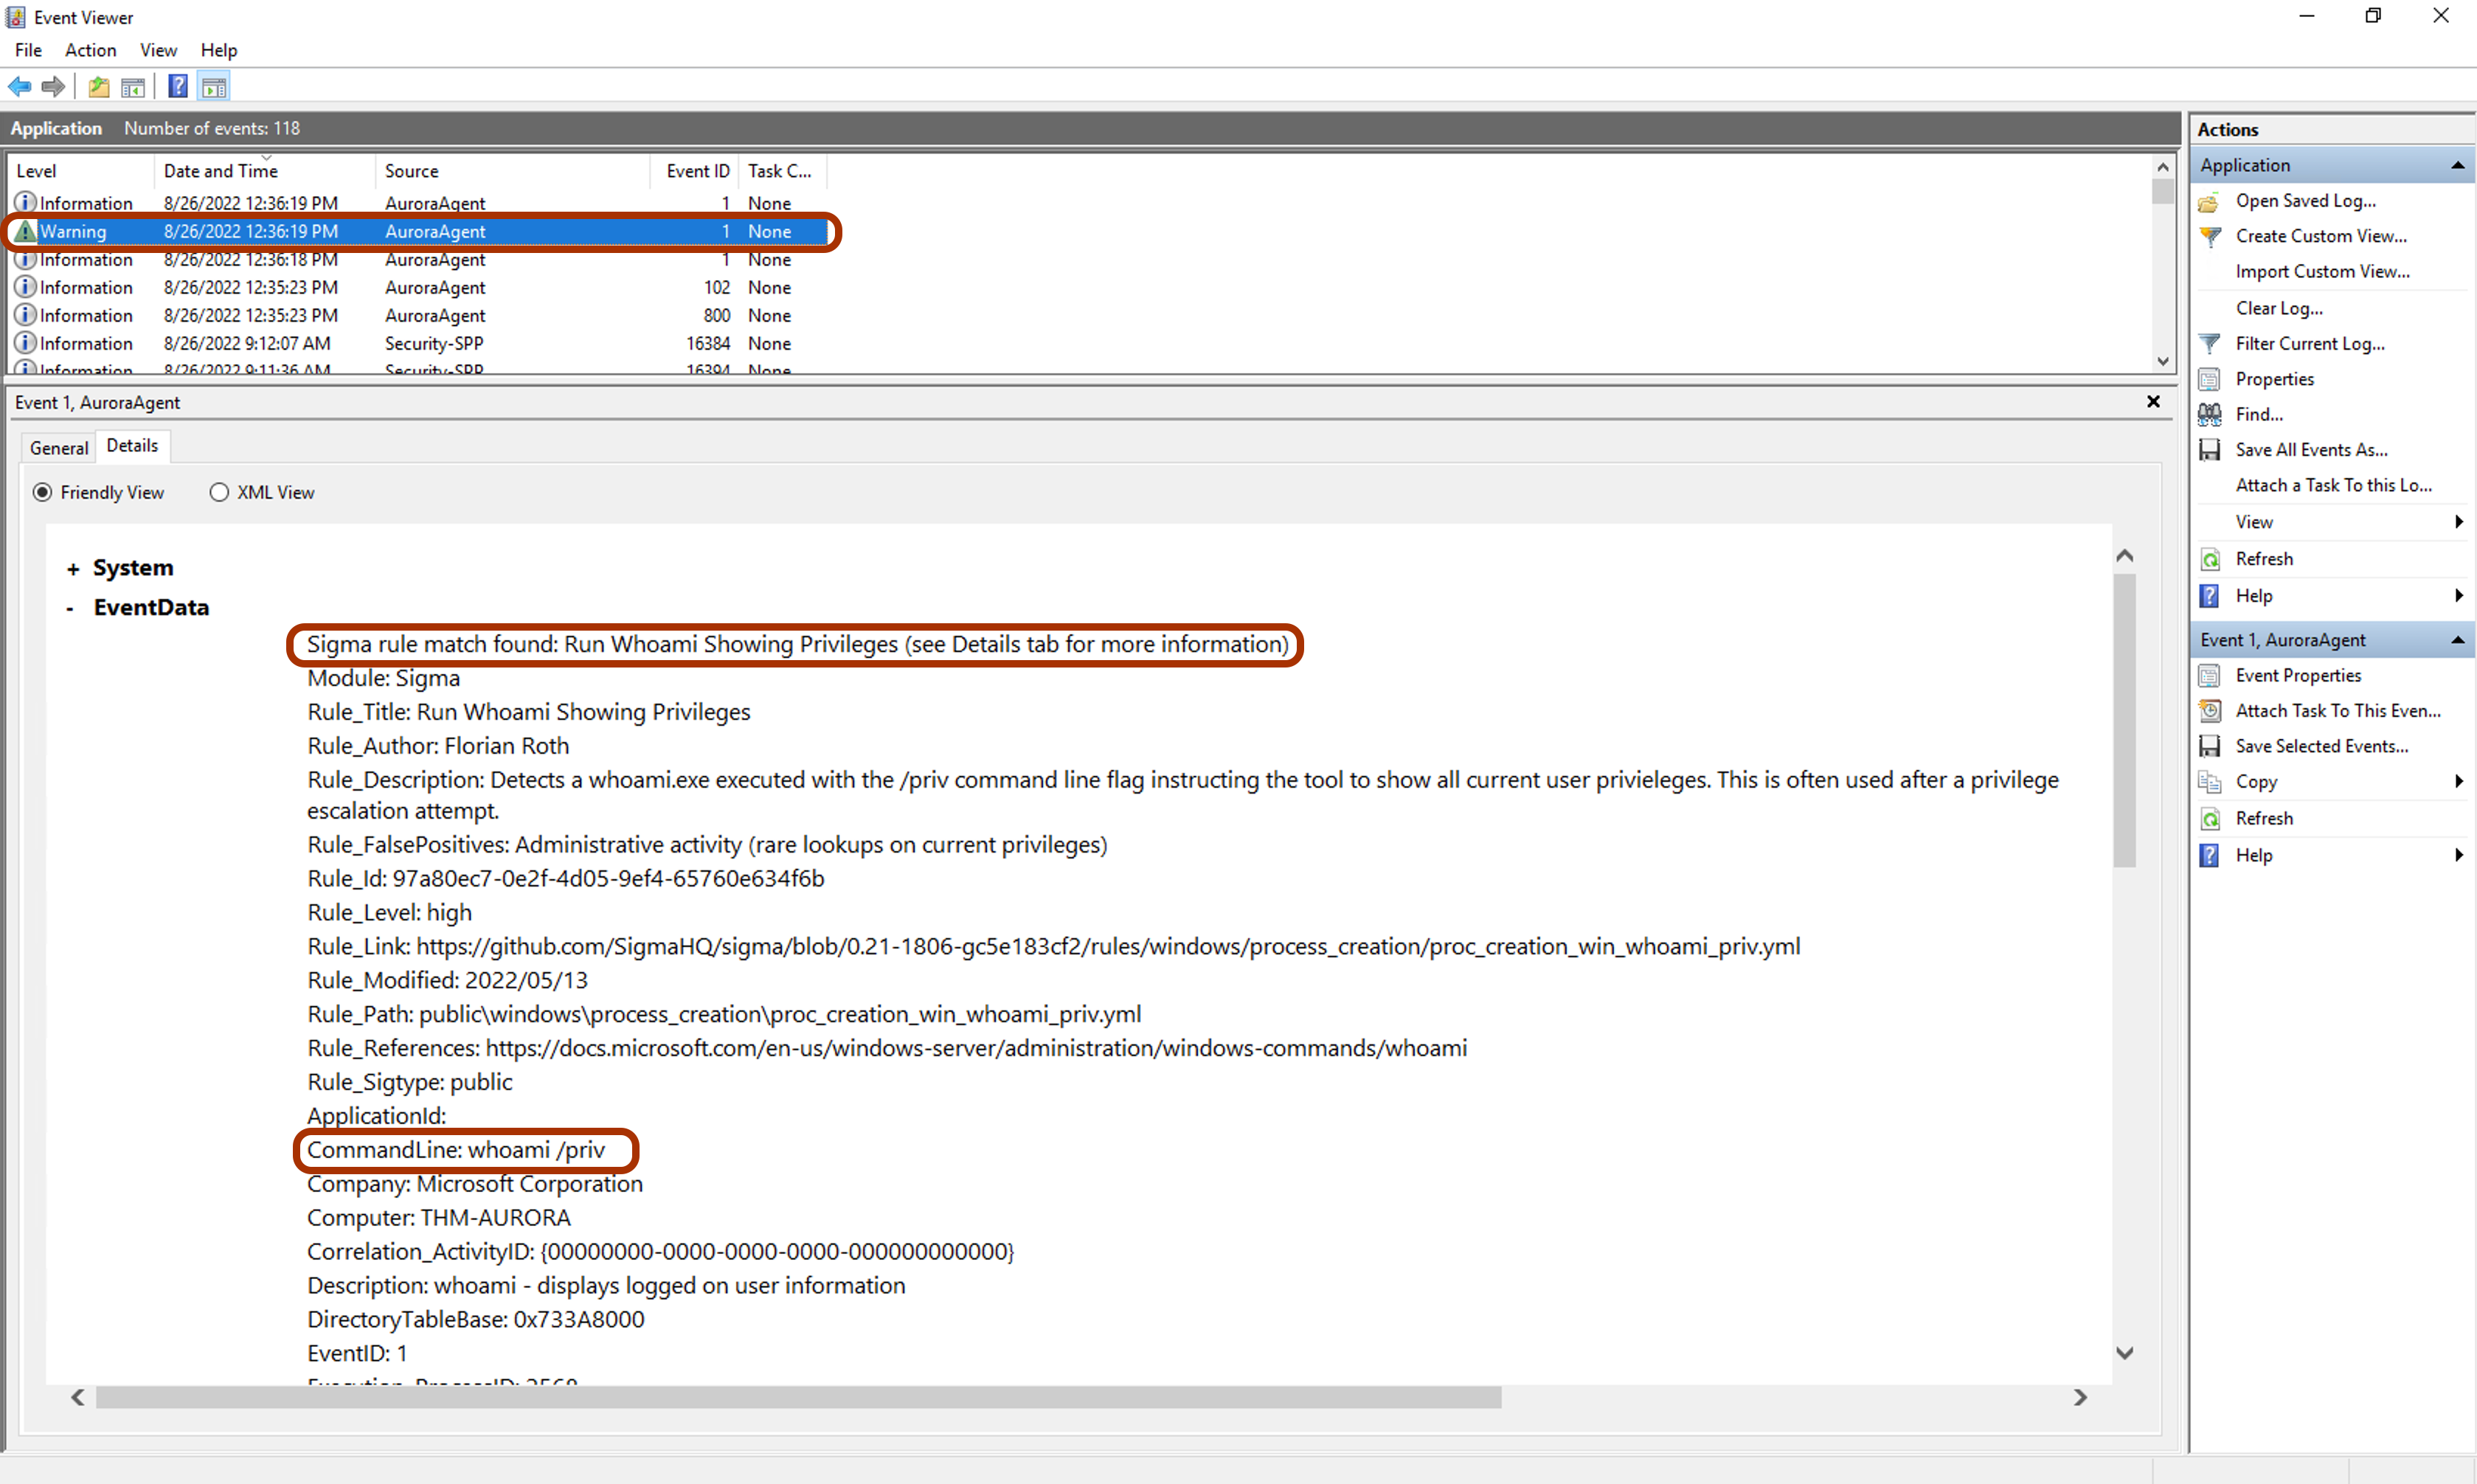 Event Viewer
File Action View Help
Application Number of events: 118
Level Date and Time Source Event ID Task C...
Information 8/26/2022 12:36:19 PM AuroraAgent 1 None
Warning 8/26/2022 12:36:19 PM AuroraAgent 1 None
Information 8/26/2022 12:36:18 PM AuroraAgent 1 None
Information 8/26/2022 12:35:23 PM AuroraAgent 102 None
Information 8/26/2022 12:35:23 PM AuroraAgent 800 None
Information 8/26/2022 9:12:07 AM Security-SPP 16384 None
Information 8/26/2022 9:11:36 AM Security-SPP 16394 None
Event 1, AuroraAgent
General Details
Friendly View XML View
+ System
- EventData
Sigma rule match found: Run Whoami Showing Privileges (see Details tab for more information)
Module: Sigma
Rule_Title: Run Whoami Showing Privileges
Rule_Author: Florian Roth
Rule_Description: Detects a whoami.exe executed with the /priv command line flag instructing the tool to show all current user privieleges. This is often used after a privilege
escalation attempt.
Rule_FalsePositives: Administrative activity (rare lookups on current privileges)
Rule_Id: 97a80ec7-0e2f-4d05-9ef4-65760e634f6b
Rule_Level: high
Rule_Link: https://github.com/SigmaHQ/sigma/blob/0.21-1806-gc5e183cf2/rules/windows/process_creation/proc_creation_win_whoami_priv.yml
Rule_Modified: 2022/05/13
Rule_Path: public\windows\process_creation\proc_creation_win_whoami_priv.yml
Rule_References: https://docs.microsoft.com/en-us/windows-server/administration/windows-commands/whoami
Rule_Sigtype: public
ApplicationId:
CommandLine: whoami /priv
Company: Microsoft Corporation
Computer: THM-AURORA
Correlation_ActivityID: {00000000-0000-0000-0000-000000000000}
Description: whoami - displays logged on user information
DirectoryTableBase: 0x733A8000
EventID: 1
Execution_ProcessID: 2568
Actions
Application
Open Saved Log...
Create Custom View...
Import Custom View...
Clear Log...
Filter Current Log...
Properties
Find...
Save All Events As...
Attach a Task To this Lo...
View
Refresh
Help
Event 1, AuroraAgent
Event Properties
Attach Task To This Even...
Save Selected Events...
Copy
Refresh
Help